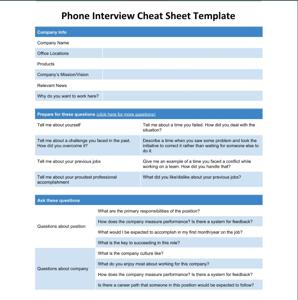 Phone Interview Cheat Sheet Template
Company Info
Company Name
Office Locations
Products
Company's Mission/Vision
Relevant News
Why do you want to work here?
Prepare for these questions (click here for more questions):
Tell me about yourself
Tell me about a time you failed. How did you deal with the
situation?
Tell me about a challenge you faced in the past.
How did you overcome it?
Describe a time when you saw some problem and took the
initiative to correct it rather than waiting for someone else to
do it.
Tell me about your previous jobs
Give me an example of a time you faced a conflict while
working on a team. How did you handle that?
Tell me about your proudest professional
accomplishment
What did you like/dislike about your previous jobs?
Ask these questions
Questions about position
What are the primary responsibilities of the position?
How does the company measure performance? Is there a system for feedback?
What would I be expected to accomplish in my first month/year on the job?
What is the key to succeeding in this role?
Questions about company
What is the company culture like?
What do you enjoy most about working for this company?
How does the company measure performance? Is there a system for feedback?
Is there a career path that someone in this position would be expected to follow?